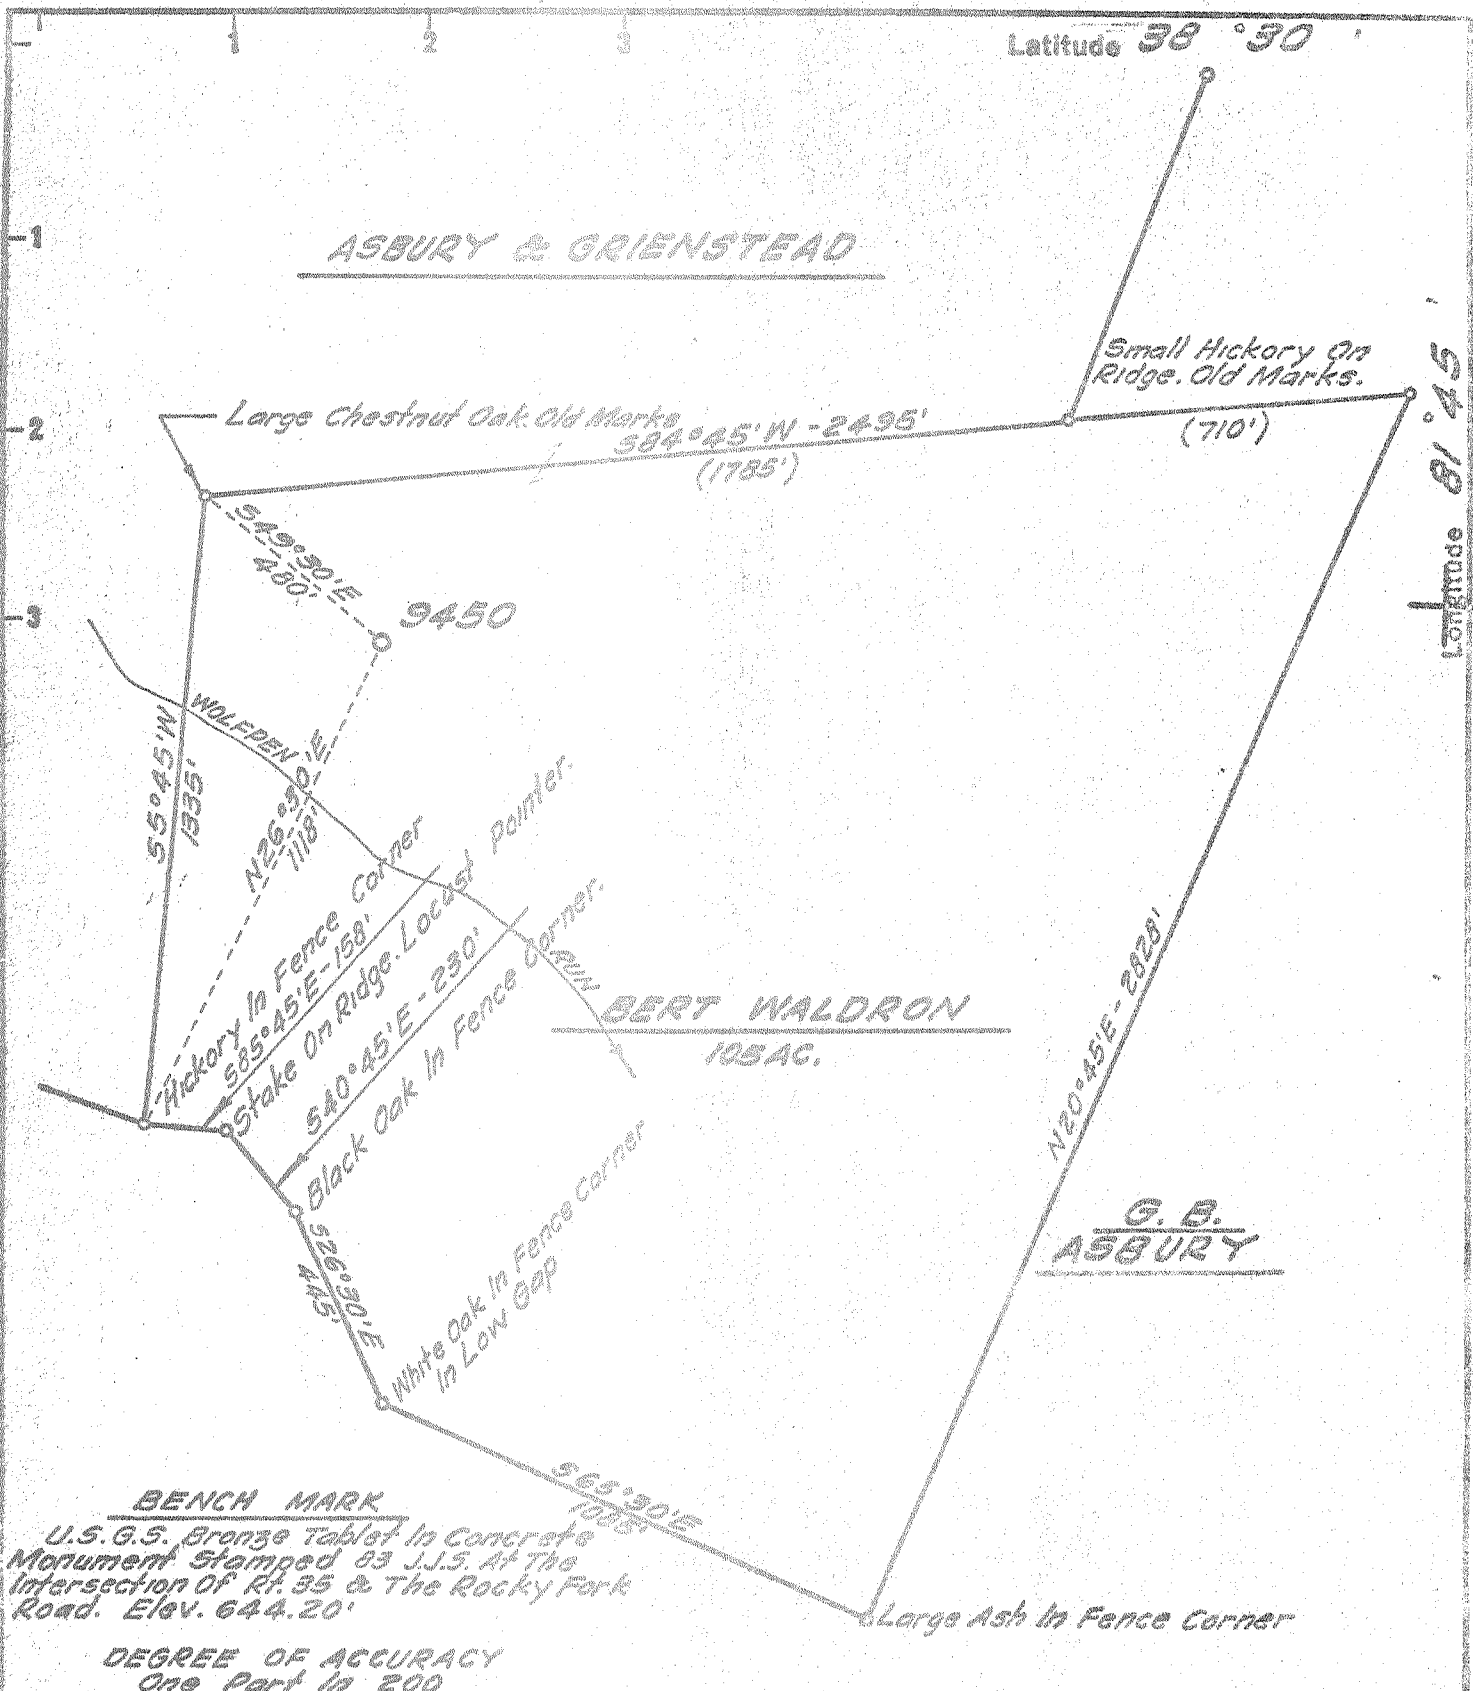 1 2 3
Latitude 38 °30 '
1
ASBURY & GRIENSTEAD
Small Hickory On
Ridge. Old Marks.
Longitude 81 °45 '
2
Large Chestnut Oak. Old Marks
S84°45'W - 2495'
(1785')
(710')
S49°30'E
480'
9450
3
WOLFPEN
RUN
S5°45'W
1335'
N26°30'E
1118'
Hickory In Fence Corner
S85°45'E - 158'
Stake On Ridge. Locust Pointer.
S40°45'E - 230'
Black Oak In Fence Corner.
BERT WALDRON
105 AC.
N20°45'E - 2828'
G. B.
ASBURY
S26°30'E
445'
White Oak In Fence Corner
In Low Gap
S65°30'E
BENCH MARK
U.S.G.S. Bronze Tablet In Concrete
Monument Stamped 93 J.J.S. At The
Intersection Of Rt. 35 & The Rocky Fork
Road. Elev. 644.20'
Large Ash In Fence Corner
DEGREE OF ACCURACY
One Part In 200